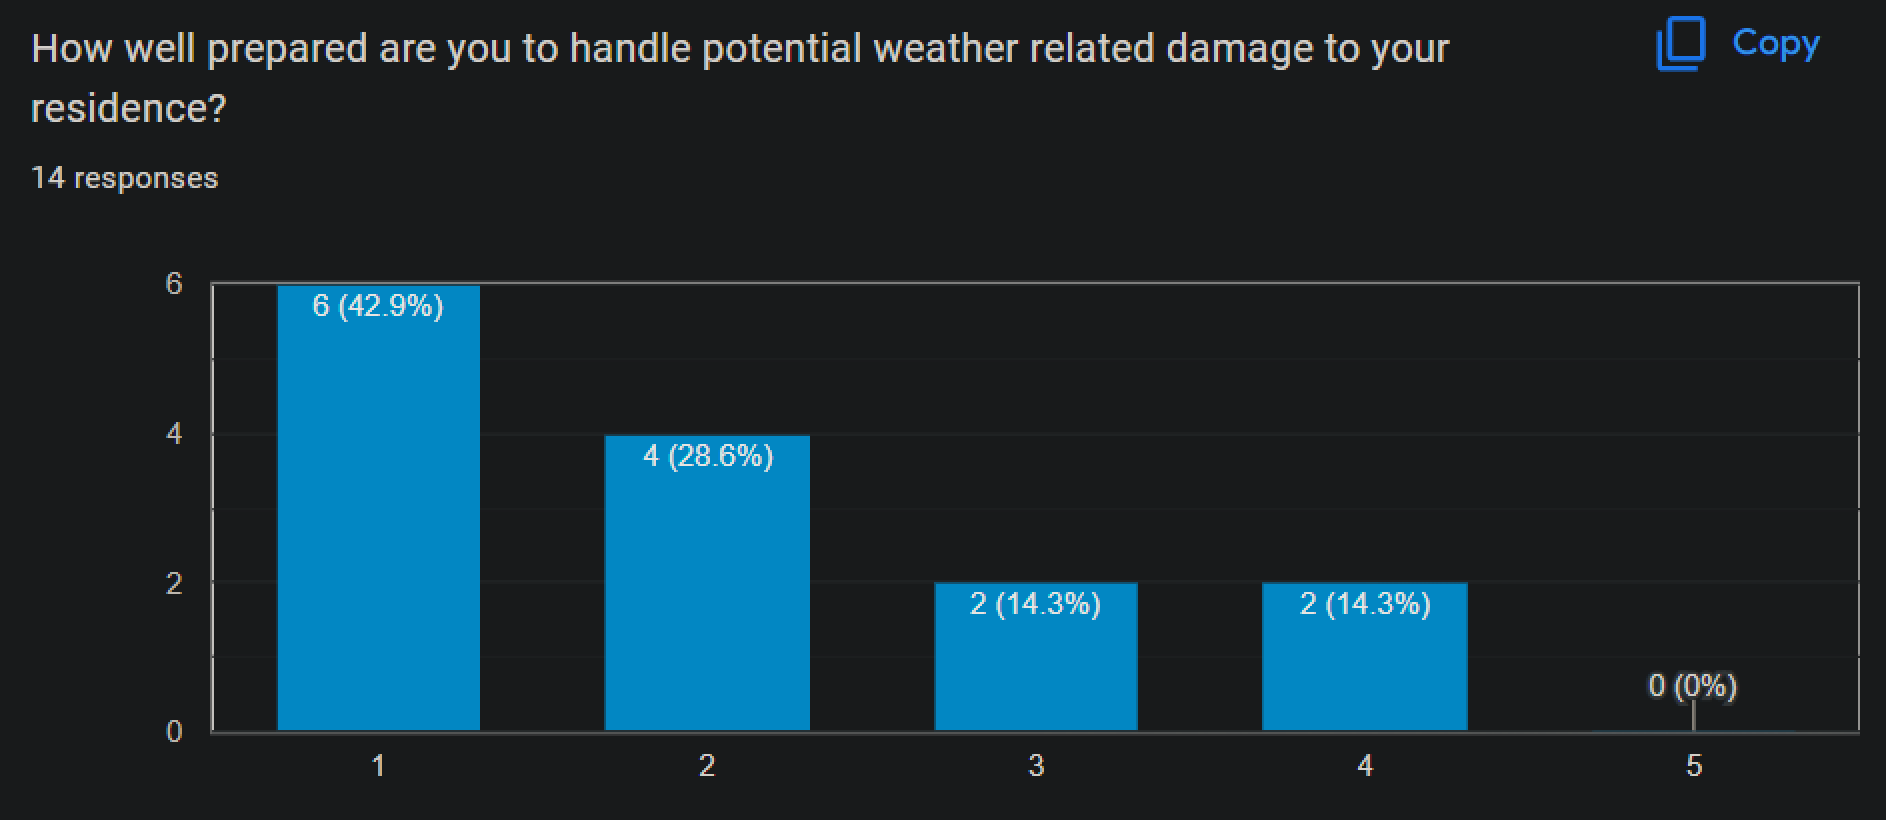 How well prepared are you to handle potential weather related damage to your
residence?
Copy
14 responses
6
4
2
0
6 (42.9%)
4 (28.6%)
2 (14.3%)
2 (14.3%)
0 (0%)
1 2 3 4 5